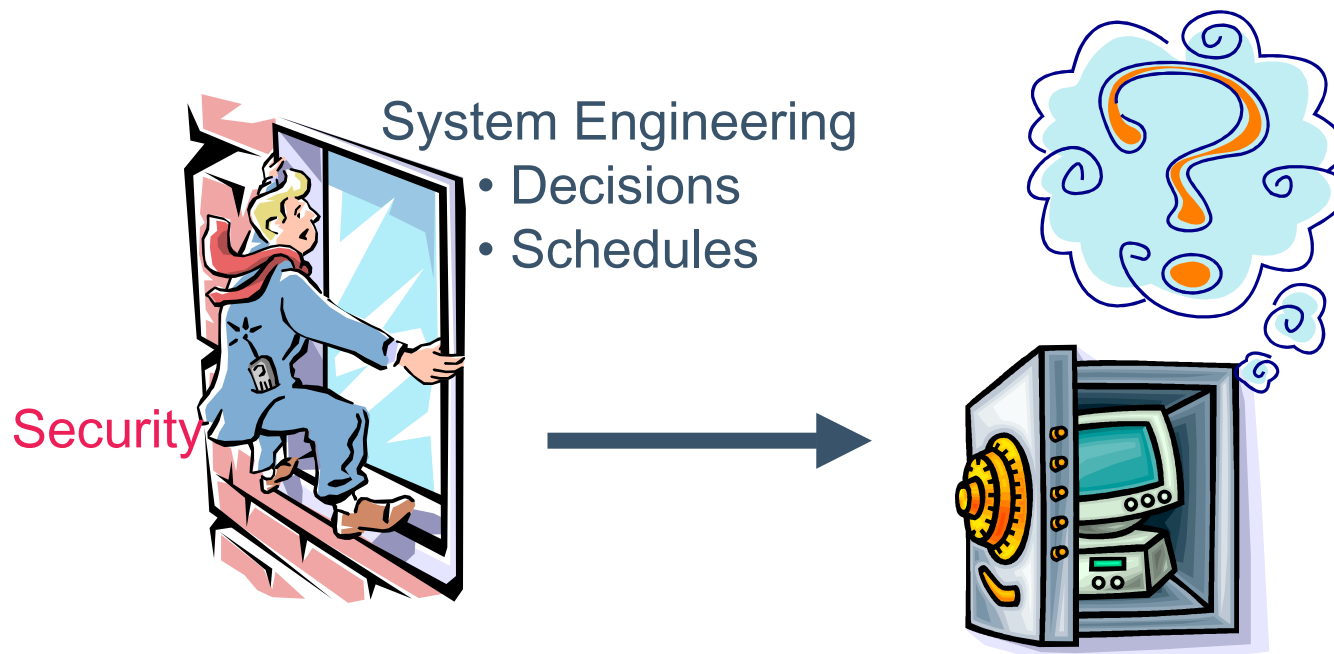 System Engineering
• Decisions
• Schedules
Security